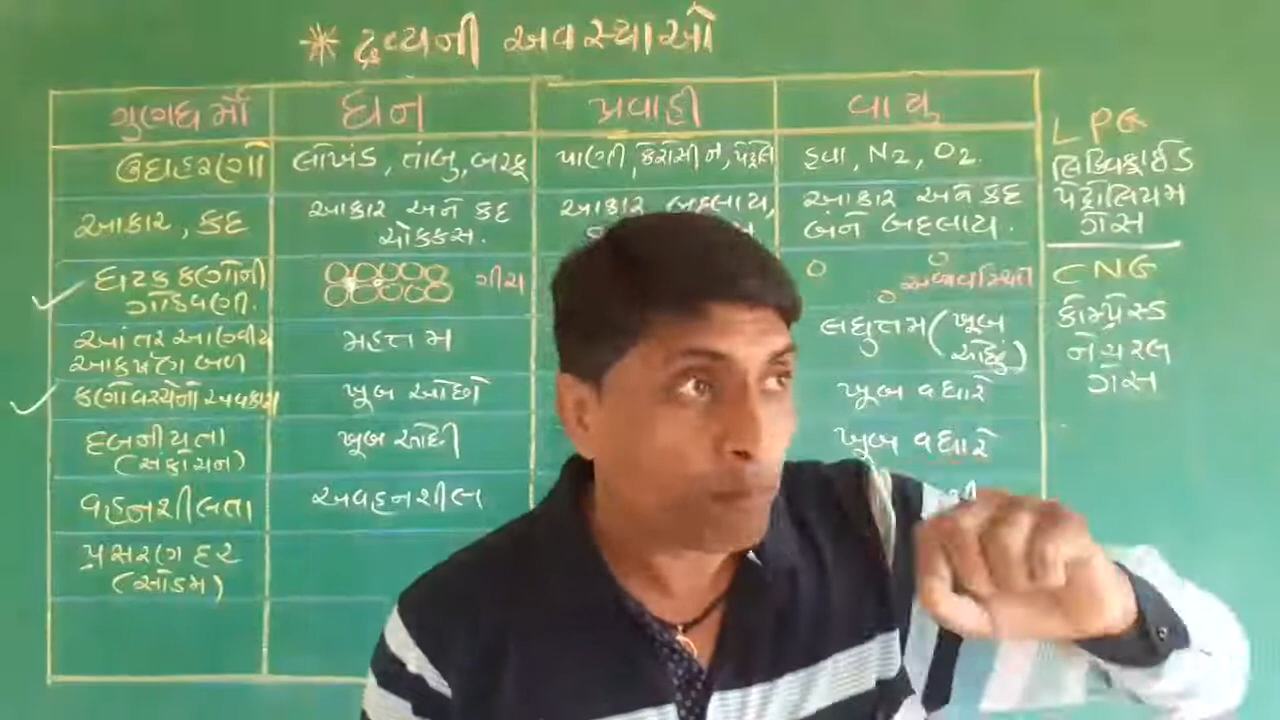 * દ્રવ્યની અવસ્થાઓ
ગુણધર્મો ઘન પ્રવાહી વાયુ
ઉદાહરણો લોખંડ, તાંબુ, બરફ પાણી, કેરોસીન, પેટ્રોલ હવા, N2, O2.
આકાર, કદ આકાર અને કદ ચોક્કસ. આકાર બદલાય, આકાર અને કદ બંને બદલાય.
ઘટક કણોની ગોઠવણી. ગીચ અવ્યવસ્થિત
આંતર આણ્વીય આકર્ષણ બળ મહત્તમ લઘુત્તમ (ખૂબ ઓછું)
કણો વચ્ચેનો અવકાશ ખૂબ ઓછો ખૂબ વધારે
દબનીયતા (સંકોચન) ખૂબ ઓછી ખૂબ વધારે
વહનશીલતા અવહનશીલ
પ્રસરણ દર (સોડમ)
LPG
લિક્વિફાઈડ
પેટ્રોલિયમ
ગેસ
CNG
કોમ્પ્રેસ્ડ
નેચરલ
ગેસ